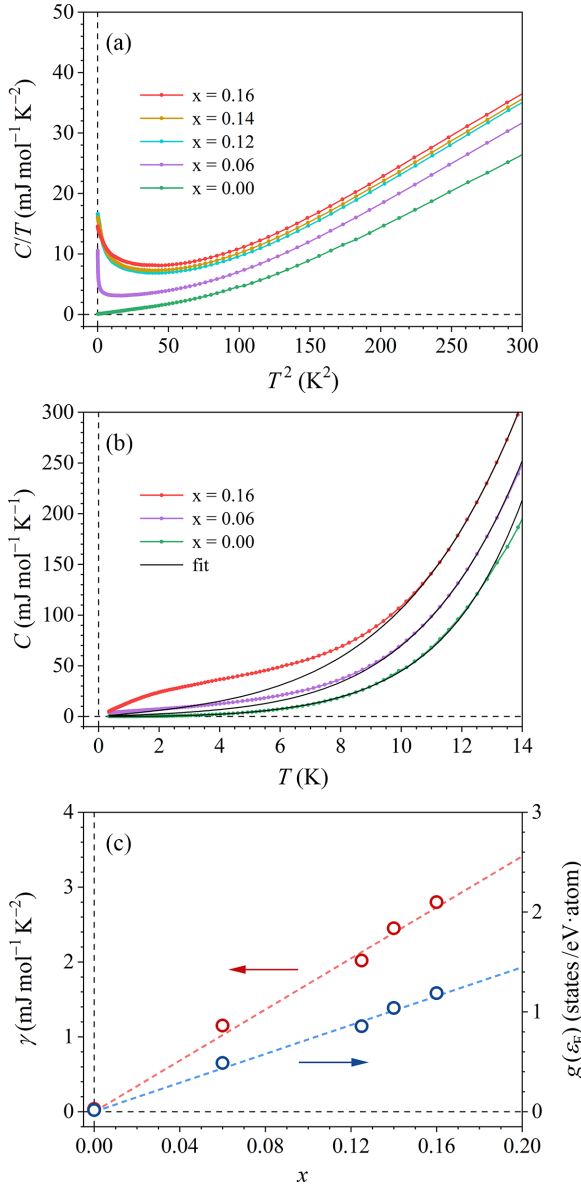 (a)
50
40
30
20
10
0
C/T (mJ mol⁻¹ K⁻²)
x = 0.16
x = 0.14
x = 0.12
x = 0.06
x = 0.00
0 50 100 150 200 250 300
T² (K²)
(b)
300
250
200
150
100
50
0
C (mJ mol⁻¹ K⁻¹)
x = 0.16
x = 0.06
x = 0.00
fit
0 2 4 6 8 10 12 14
T (K)
(c)
4
3
2
1
0
γ (mJ mol⁻¹ K⁻²)
3
2
1
0
g (ε_F) (states /eV·atom)
0.00 0.04 0.08 0.12 0.16 0.20
x